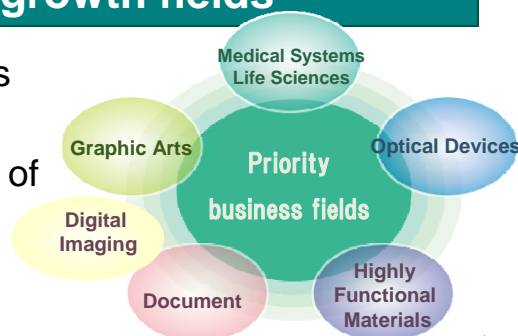 growth fields
s
of
Medical Systems
Life Sciences
Graphic Arts
Optical Devices
Priority
business fields
Digital
Imaging
Document
Highly
Functional
Materials